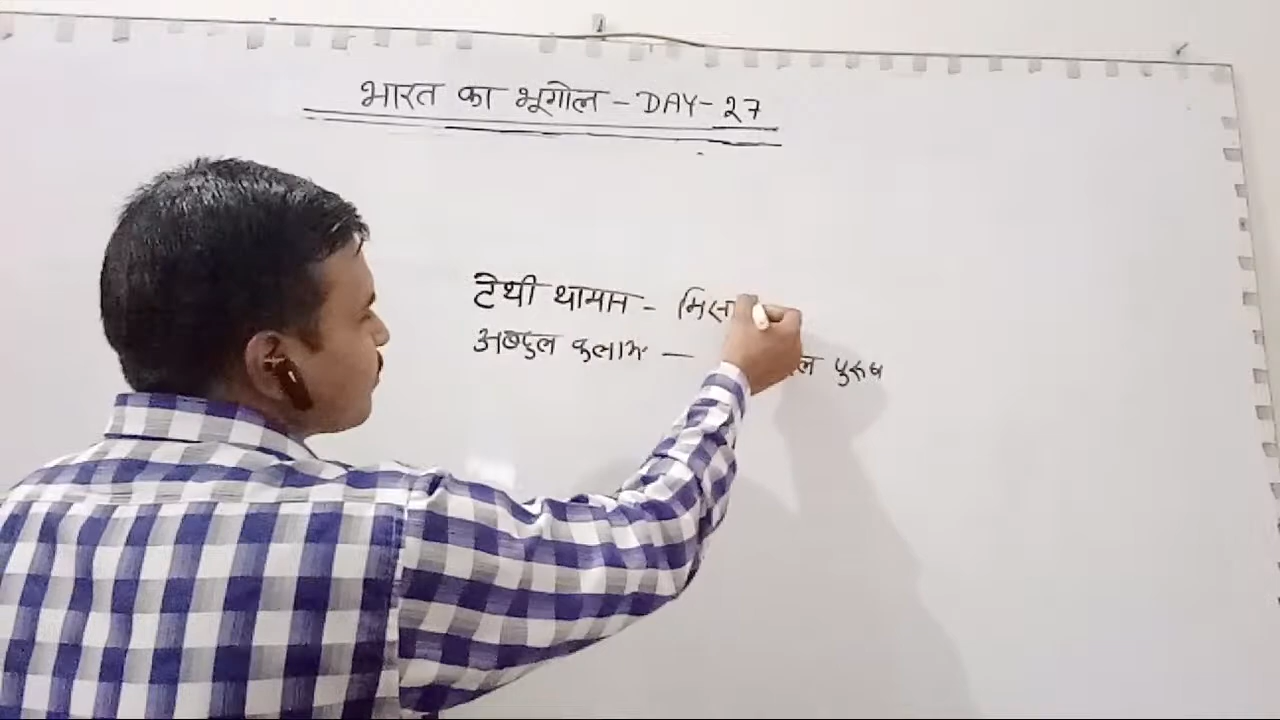 भारत का भूगोल - DAY - 27
टेथी थामस - मिसा
अब्दुल कलाम - ल पुरुष